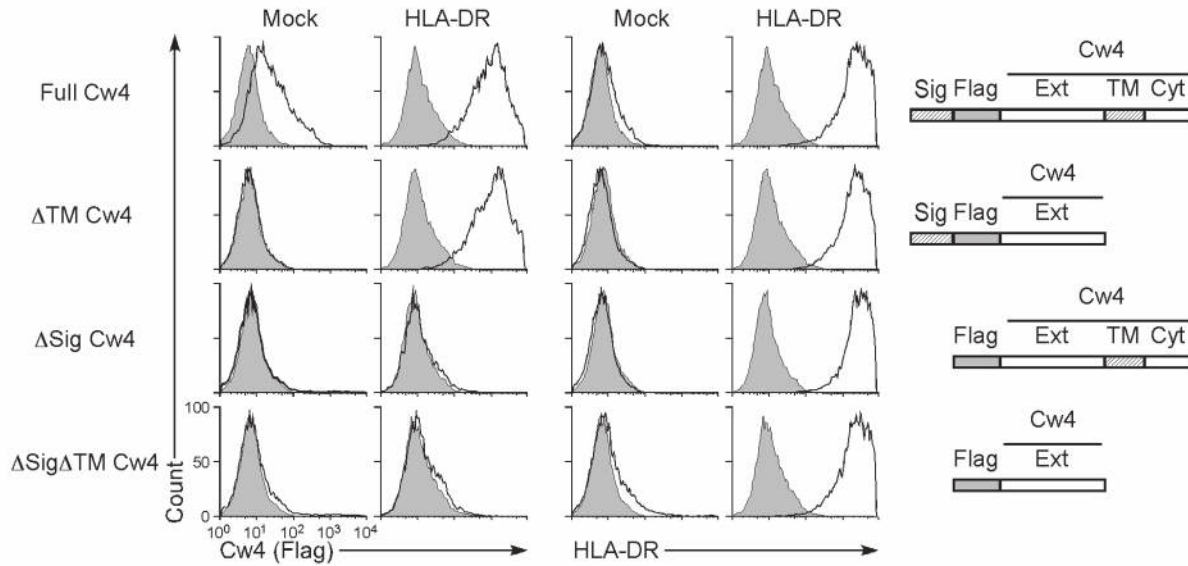 Mock HLA-DR Mock HLA-DR
Full Cw4
Cw4
Sig Flag Ext TM Cyt
ΔTM Cw4
Cw4
Sig Flag Ext
ΔSig Cw4
Cw4
Flag Ext TM Cyt
ΔSigΔTM Cw4
Cw4
Flag Ext
Count
100
50
0
10⁰ 10¹ 10² 10³ 10⁴
Cw4 (Flag) HLA-DR